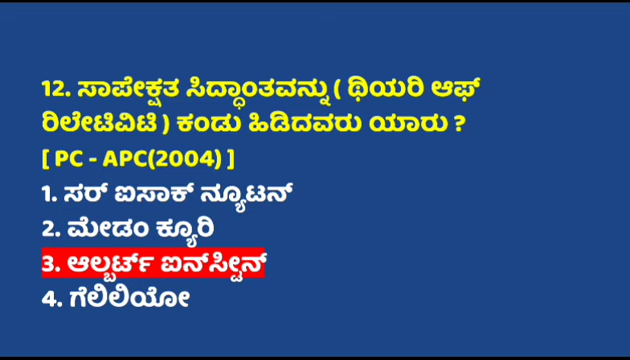 12. ಸಾಪೇಕ್ಷತ ಸಿದ್ಧಾಂತವನ್ನು ( ಥಿಯರಿ ಆಫ್
ರಿಲೇಟಿವಿಟಿ ) ಕಂಡು ಹಿಡಿದವರು ಯಾರು ?
[ PC - APC(2004) ]
1. ಸರ್ ಐಸಾಕ್ ನ್ಯೂಟನ್
2. ಮೇಡಂ ಕ್ಯೂರಿ
3. ಆಲ್ಬರ್ಟ್ ಐನ್‌ಸ್ಟೀನ್
4. ಗೆಲಿಲಿಯೋ